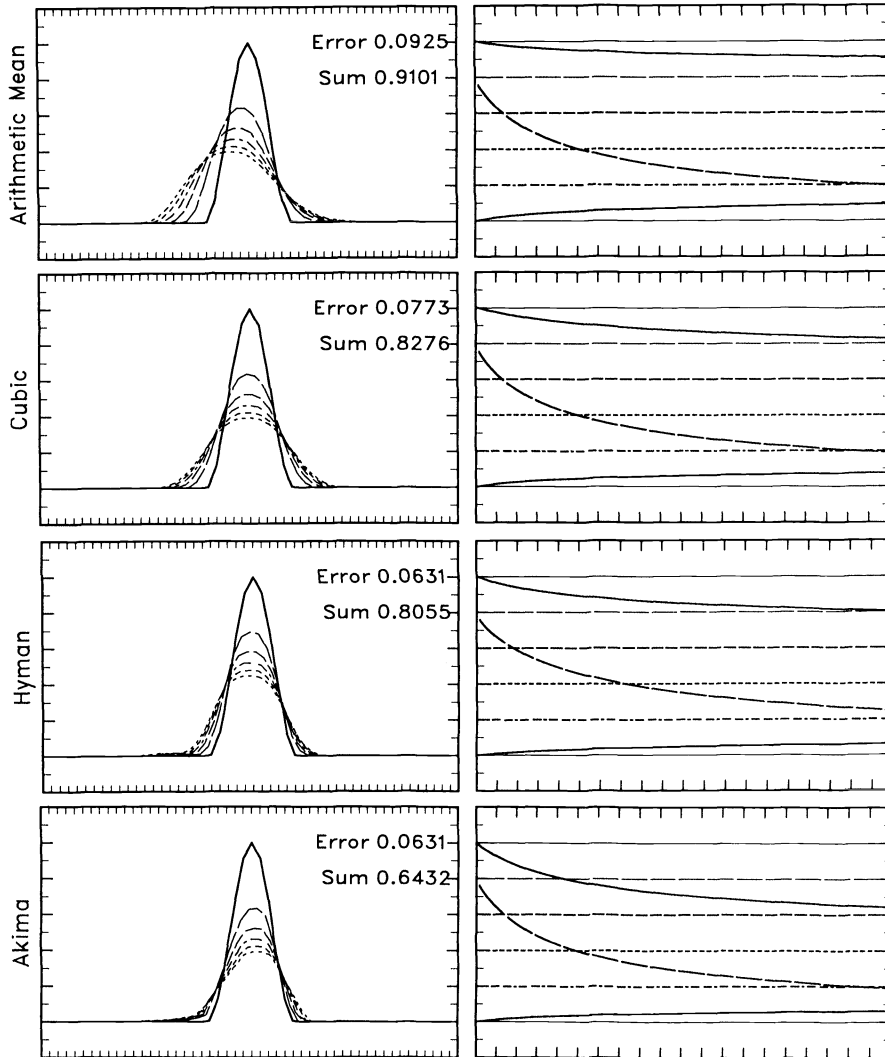 Arithmetic Mean
Error 0.0925
Sum 0.9101
Cubic
Error 0.0773
Sum 0.8276
Hyman
Error 0.0631
Sum 0.8055
Akima
Error 0.0631
Sum 0.6432